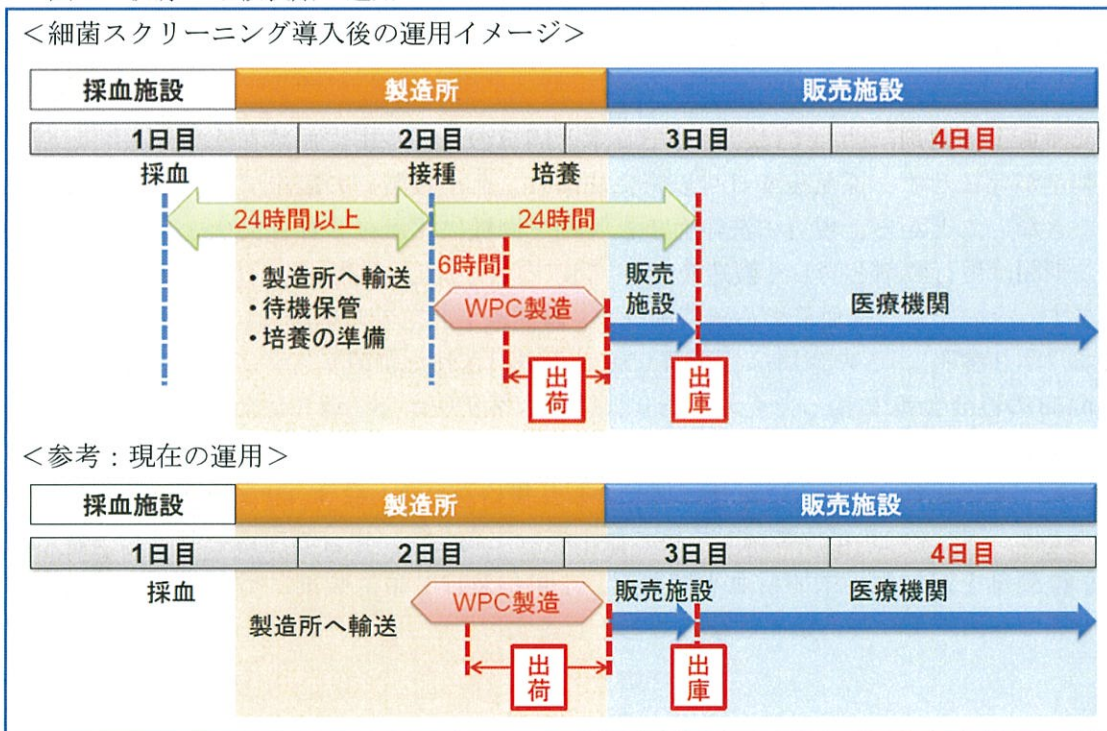 ＜細菌スクリーニング導入後の運用イメージ＞
採血施設 製造所 販売施設
1日目 2日目 3日目 4日目
採血 接種 培養
24時間以上 24時間
・製造所へ輸送
・待機保管
・培養の準備
6時間
WPC製造
販売
施設
医療機関
出荷
出庫
＜参考：現在の運用＞
採血施設 製造所 販売施設
1日目 2日目 3日目 4日目
採血
製造所へ輸送
WPC製造
販売施設
医療機関
出荷
出庫